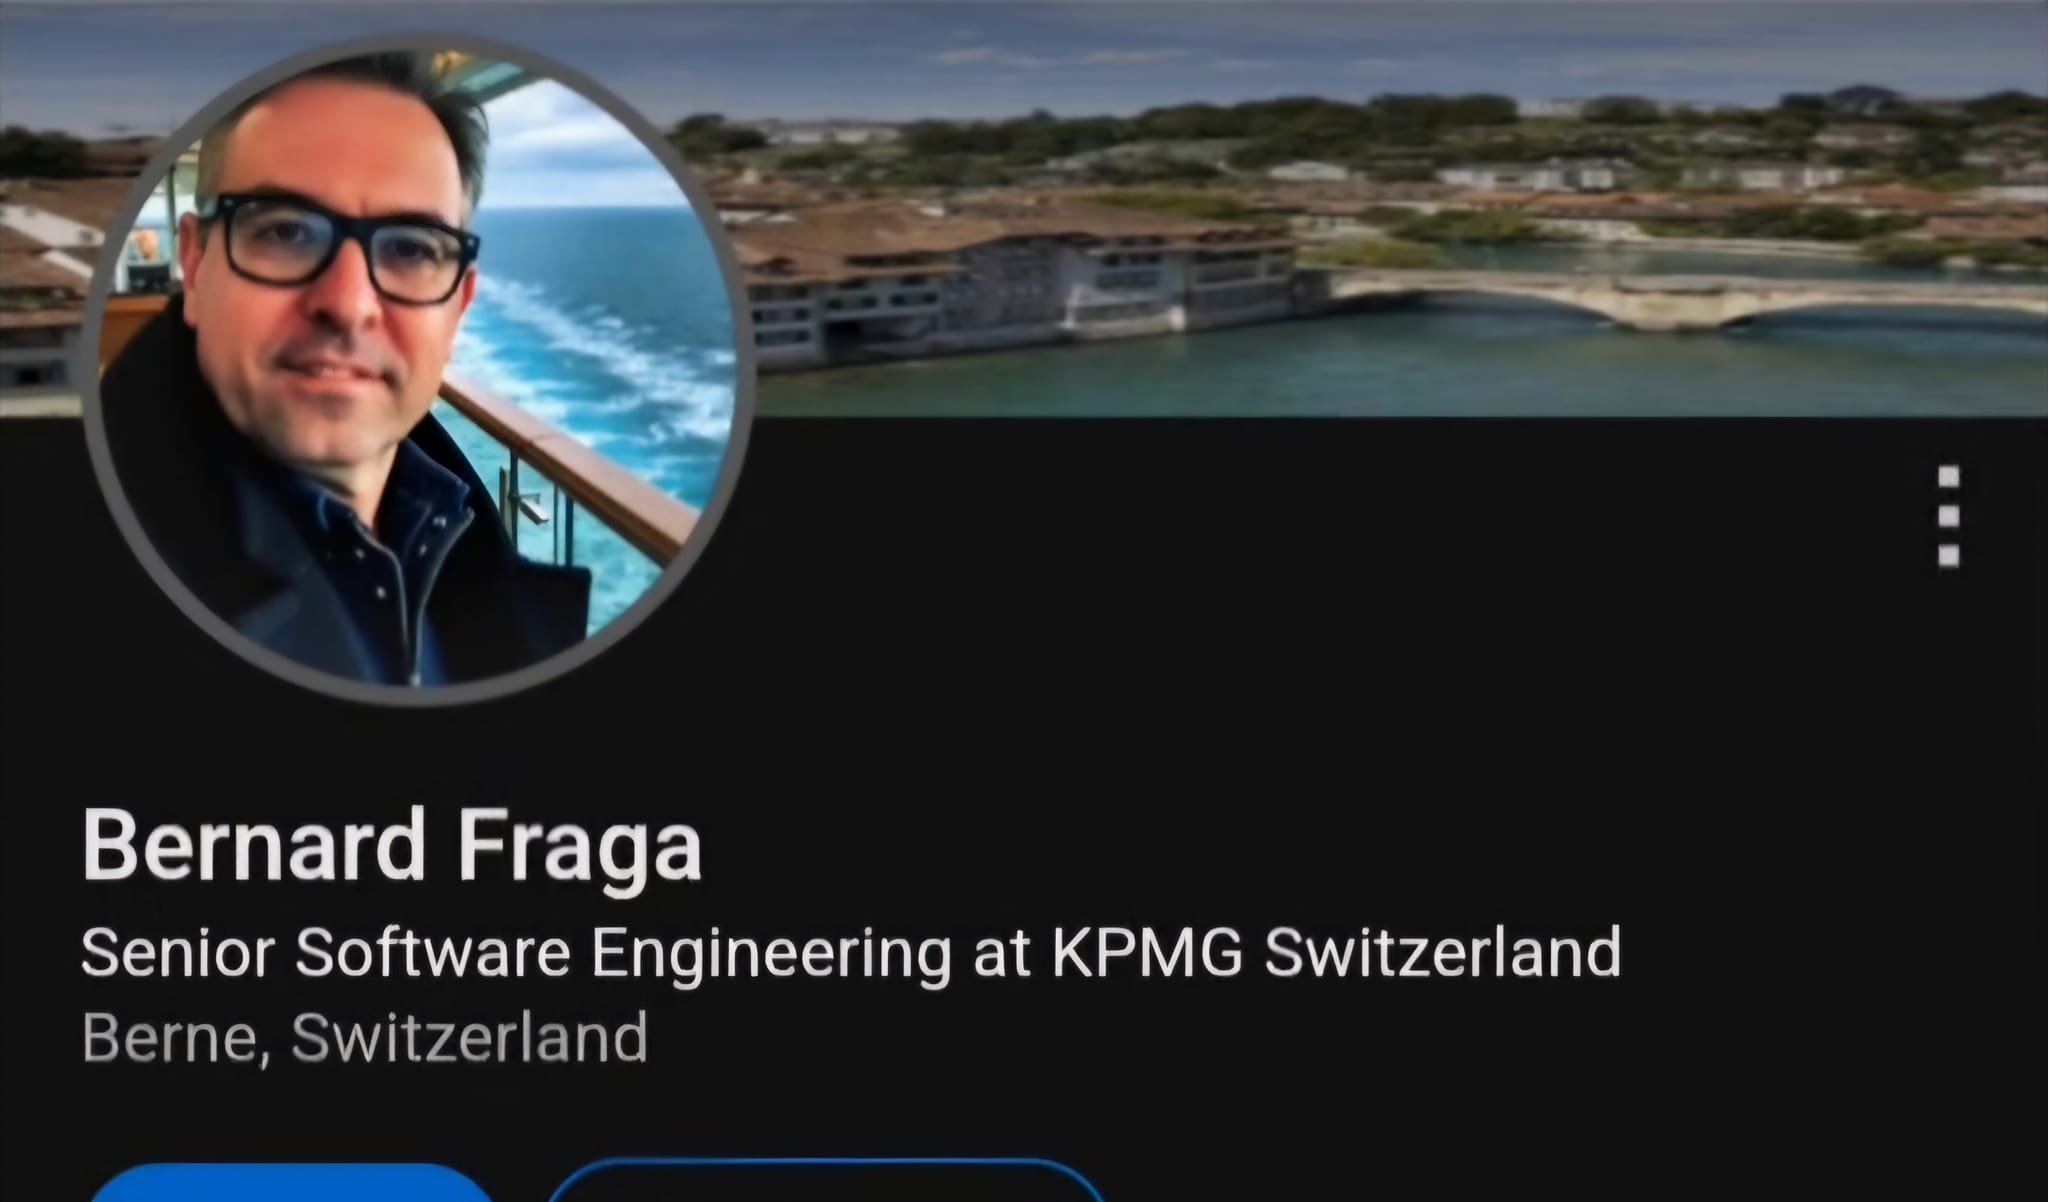 Bernard Fraga
Senior Software Engineering at KPMG Switzerland
Berne, Switzerland